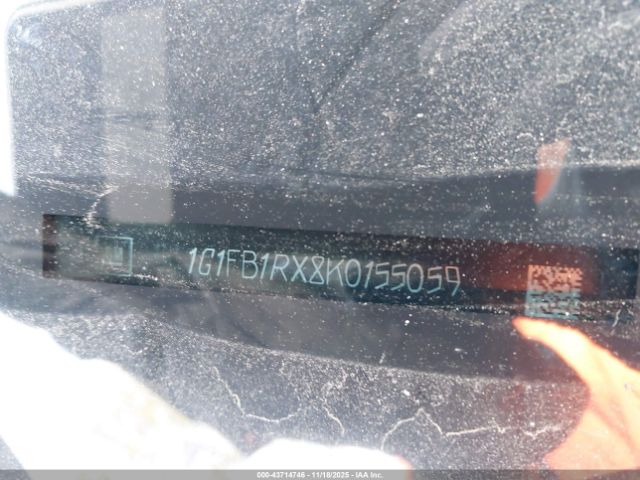 1G1FB1RX8K0155059
000-43714746 - 11/18/2025 - IAA Inc.